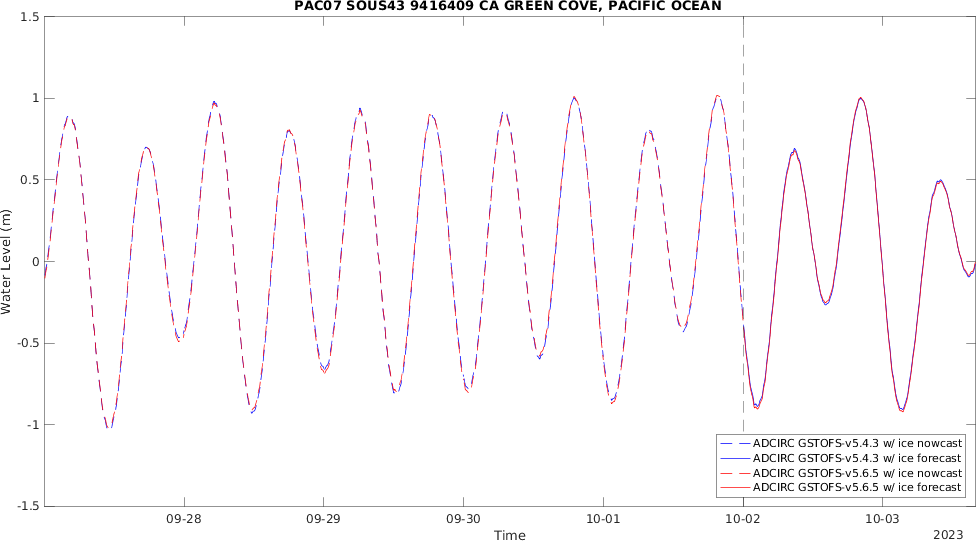 PAC07 SOUS43 9416409 CA GREEN COVE, PACIFIC OCEAN
1.5
1
0.5
0
-0.5
-1
-1.5
Water Level (m)
09-28
09-29
09-30
10-01
10-02
10-03
Time
2023
ADCIRC GSTOFS-v5.4.3 w/ ice nowcast
ADCIRC GSTOFS-v5.4.3 w/ ice forecast
ADCIRC GSTOFS-v5.6.5 w/ ice nowcast
ADCIRC GSTOFS-v5.6.5 w/ ice forecast